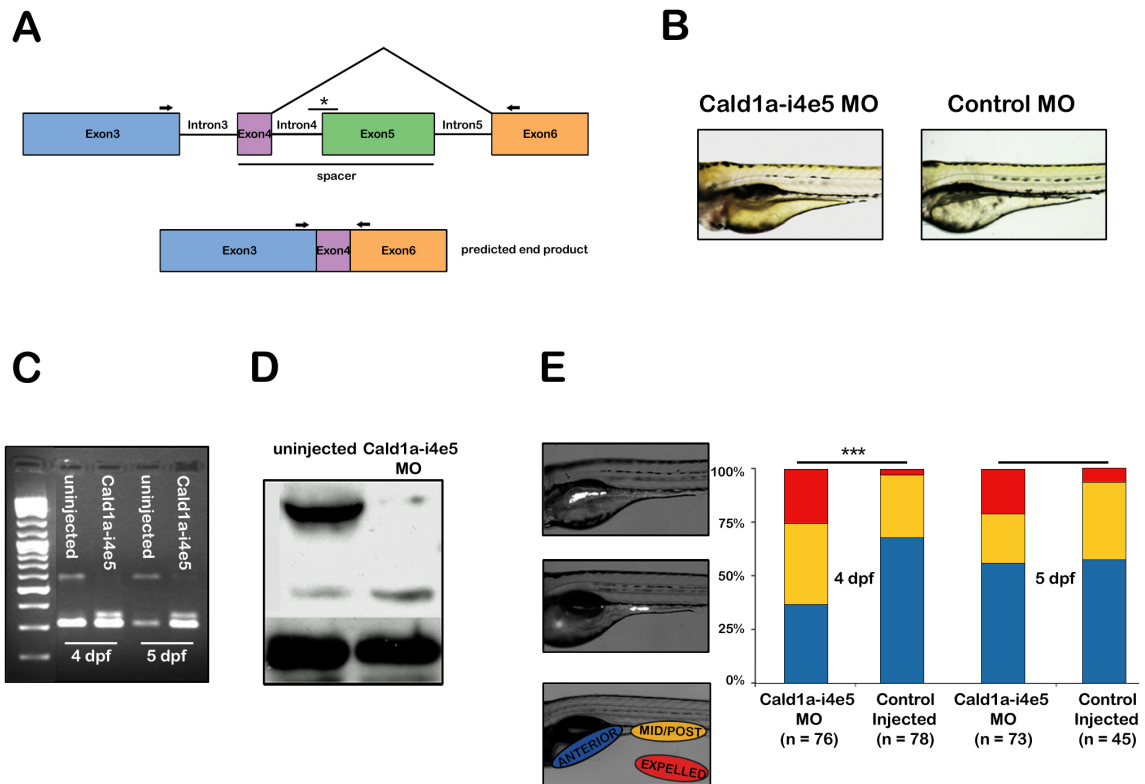 A
B
*
Exon3
Intron3
Exon4
Intron4
Exon5
Intron5
Exon6
spacer
Exon3
Exon4
Exon6
predicted end product
Cald1a-i4e5 MO
Control MO
C
D
E
uninjected
Cald1a-i4e5
uninjected
Cald1a-i4e5
4 dpf
5 dpf
uninjected
Cald1a-i4e5
MO
ANTERIOR
MID/POST
EXPELLED
100%
75%
50%
25%
0%
***
4 dpf
5 dpf
Cald1a-i4e5
MO
(n = 76)
Control
Injected
(n = 78)
Cald1a-i4e5
MO
(n = 73)
Control
Injected
(n = 45)